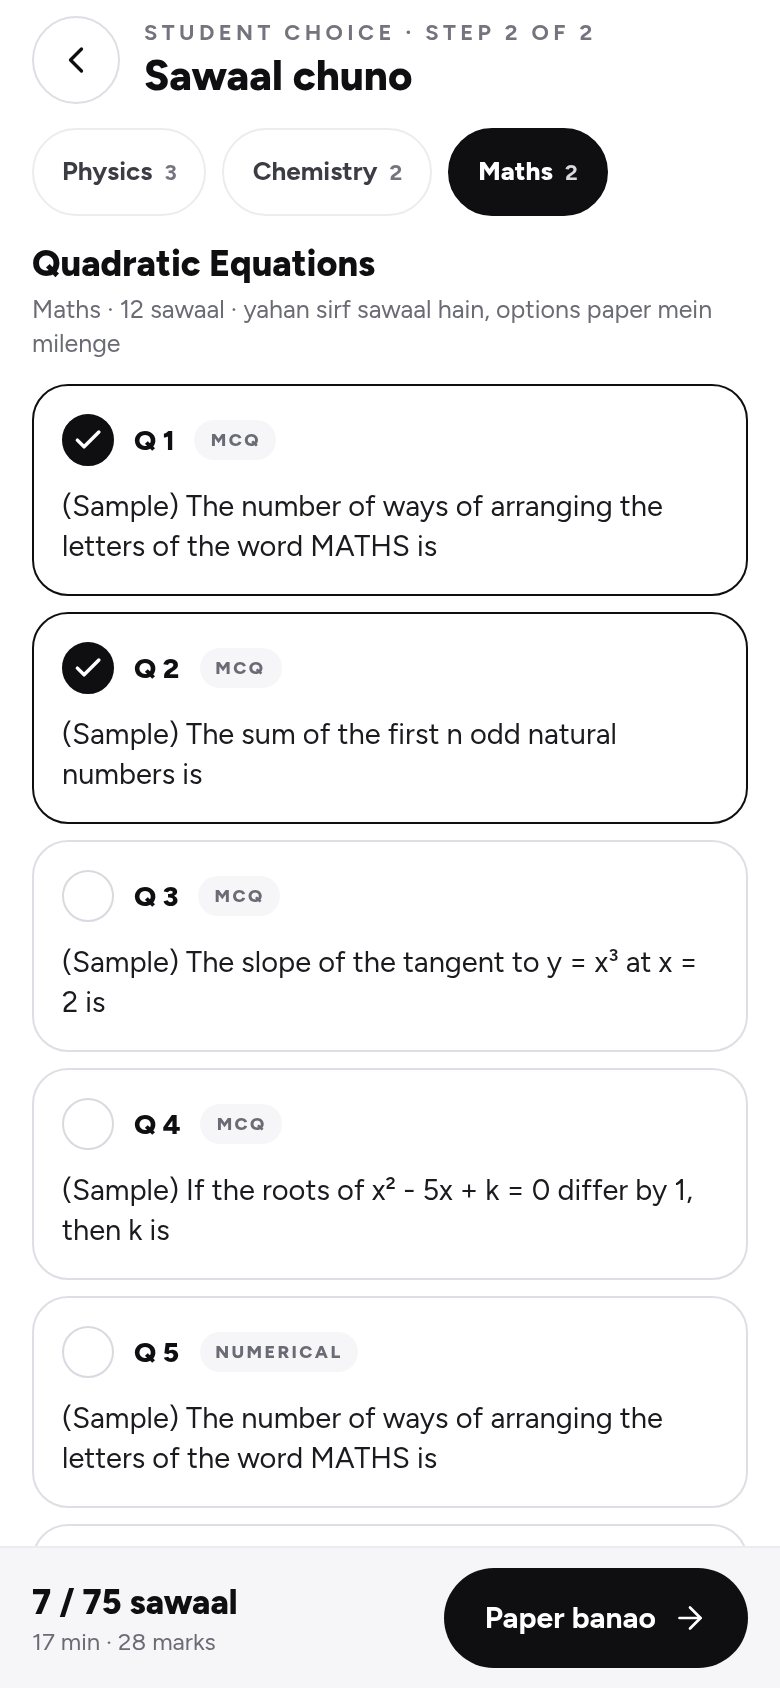 STUDENT CHOICE · STEP 2 OF 2
Sawaal chuno
Physics 3 Chemistry 2 Maths 2
Quadratic Equations
Maths · 12 sawaal · yahan sirf sawaal hain, options paper mein
milenge
Q 1 MCQ
(Sample) The number of ways of arranging the
letters of the word MATHS is
Q 2 MCQ
(Sample) The sum of the first n odd natural
numbers is
Q 3 MCQ
(Sample) The slope of the tangent to y = x³ at x =
2 is
Q 4 MCQ
(Sample) If the roots of x² - 5x + k = 0 differ by 1,
then k is
Q 5 NUMERICAL
(Sample) The number of ways of arranging the
letters of the word MATHS is
7 / 75 sawaal
17 min · 28 marks
Paper banao →